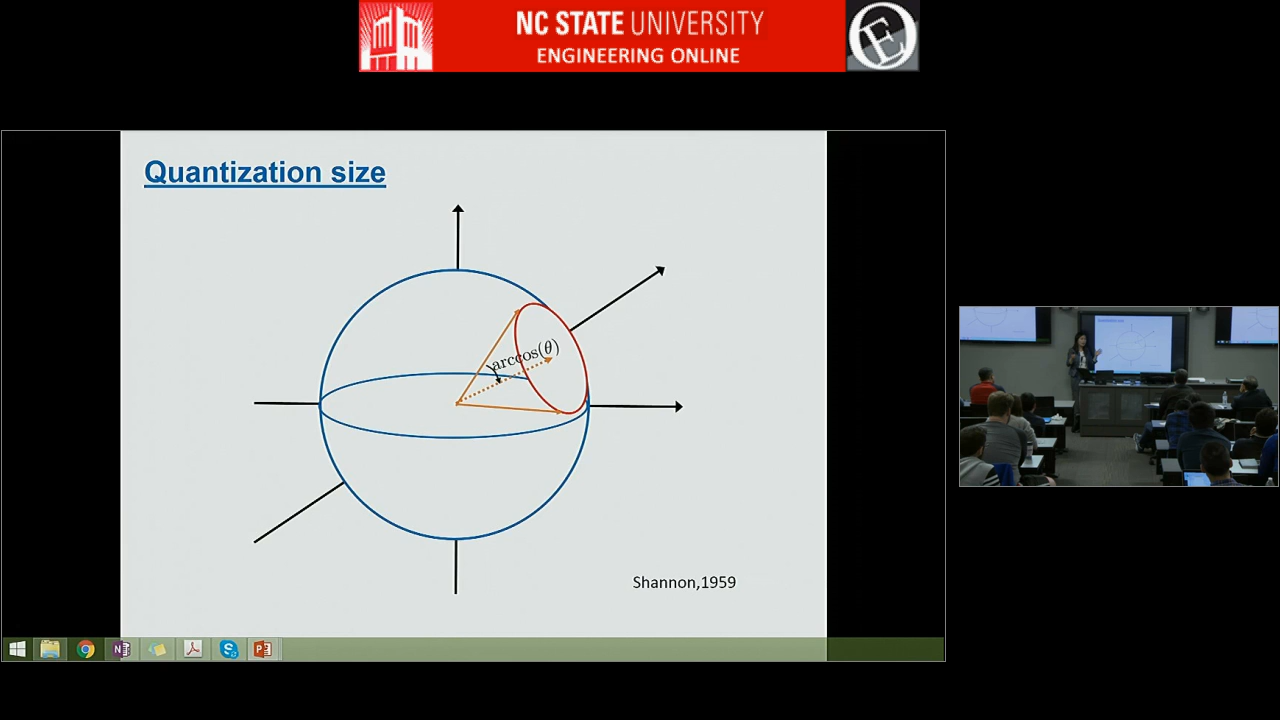 NC STATE UNIVERSITY
ENGINEERING ONLINE
Quantization size
arccos(θ)
Shannon,1959